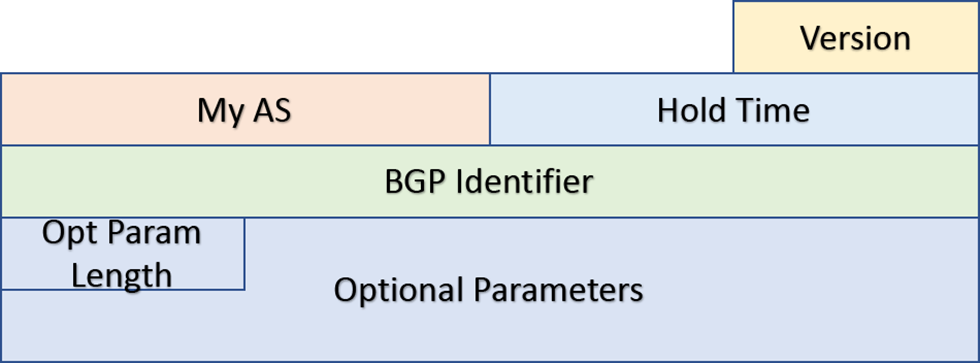 Version
My AS
Hold Time
BGP Identifier
Opt Param
Length
Optional Parameters